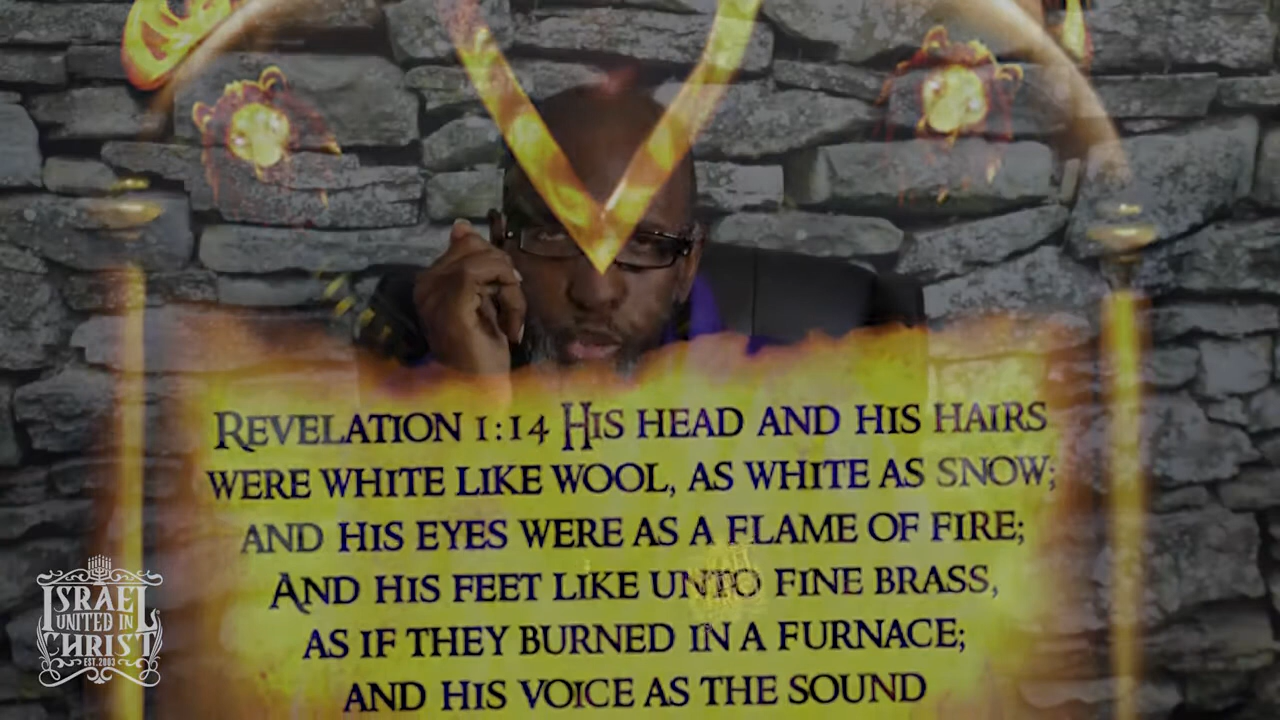 REVELATION 1:14 HIS HEAD AND HIS HAIRS
WERE WHITE LIKE WOOL, AS WHITE AS SNOW;
AND HIS EYES WERE AS A FLAME OF FIRE;
AND HIS FEET LIKE UNTO FINE BRASS,
AS IF THEY BURNED IN A FURNACE;
AND HIS VOICE AS THE SOUND
ISRAEL
UNITED IN
CHRIST
EST. 2003